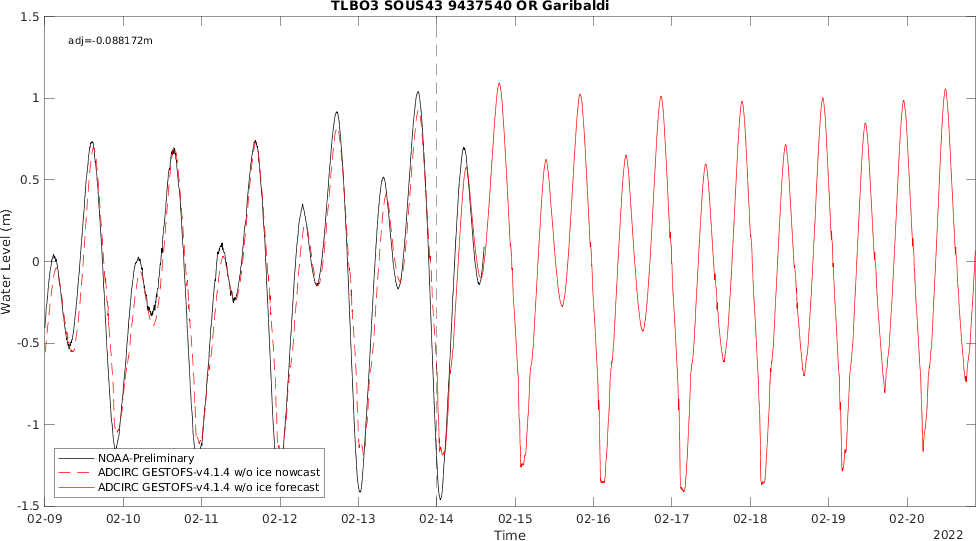 TLBO3 SOUS43 9437540 OR Garibaldi
adj=-0.088172m
1.5
1
0.5
0
-0.5
-1
-1.5
Water Level (m)
NOAA-Preliminary
ADCIRC GESTOFS-v4.1.4 w/o ice nowcast
ADCIRC GESTOFS-v4.1.4 w/o ice forecast
02-09 02-10 02-11 02-12 02-13 02-14 02-15 02-16 02-17 02-18 02-19 02-20
Time
2022